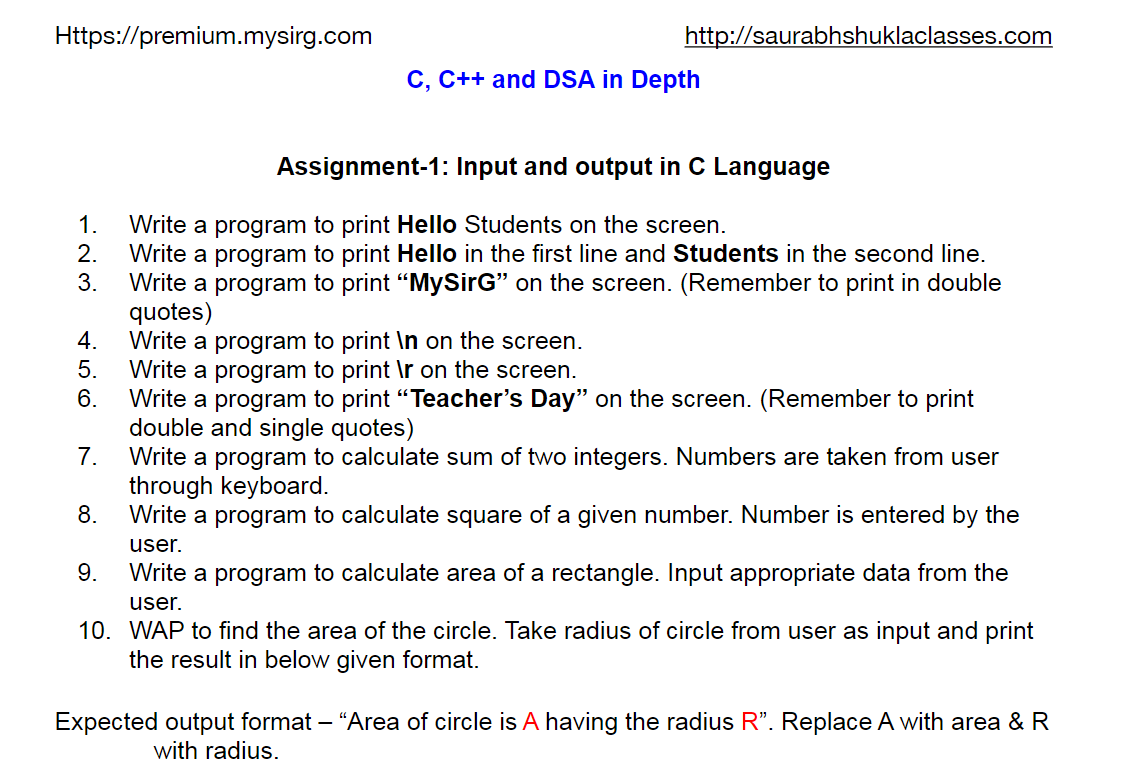 Https://premium.mysirg.com http://saurabhshuklaclasses.com
C, C++ and DSA in Depth
Assignment-1: Input and output in C Language
1. Write a program to print Hello Students on the screen.
2. Write a program to print Hello in the first line and Students in the second line.
3. Write a program to print “MySirG” on the screen. (Remember to print in double
quotes)
4. Write a program to print \n on the screen.
5. Write a program to print \r on the screen.
6. Write a program to print “Teacher’s Day” on the screen. (Remember to print
double and single quotes)
7. Write a program to calculate sum of two integers. Numbers are taken from user
through keyboard.
8. Write a program to calculate square of a given number. Number is entered by the
user.
9. Write a program to calculate area of a rectangle. Input appropriate data from the
user.
10. WAP to find the area of the circle. Take radius of circle from user as input and print
the result in below given format.
Expected output format – “Area of circle is A having the radius R”. Replace A with area & R
with radius.